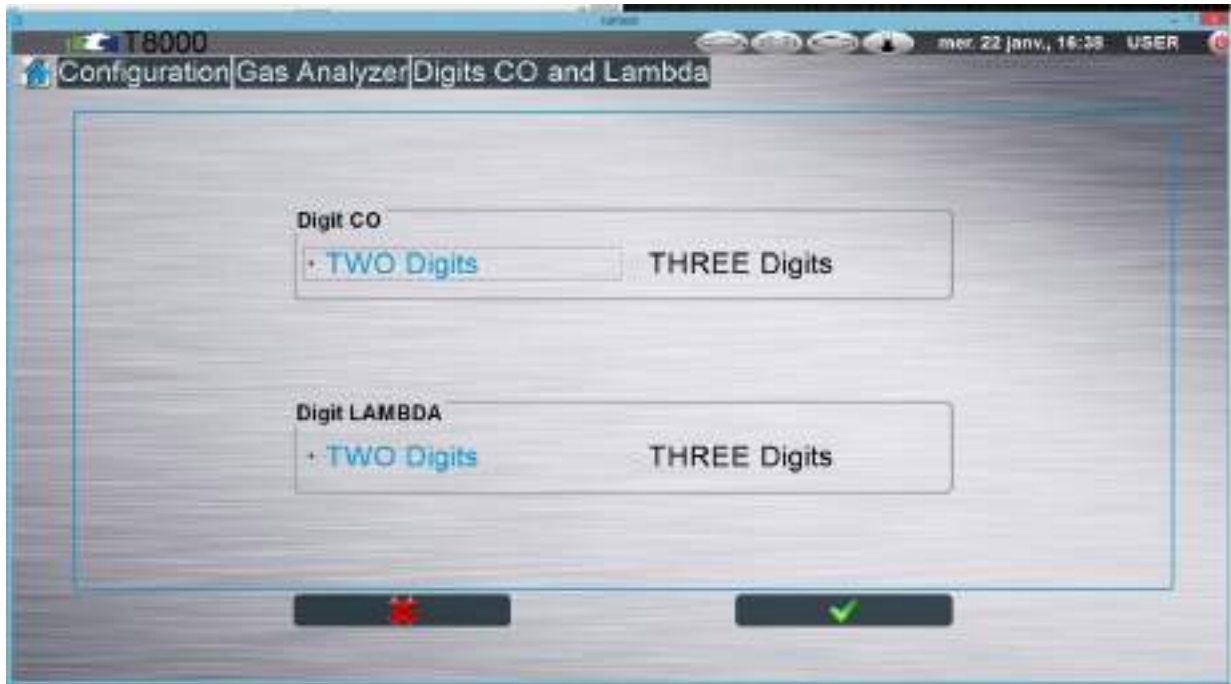 T8000 mer. 22 janv., 16:38 USER
Configuration Gas Analyzer Digits CO and Lambda
Digit CO
TWO Digits THREE Digits
Digit LAMBDA
TWO Digits THREE Digits